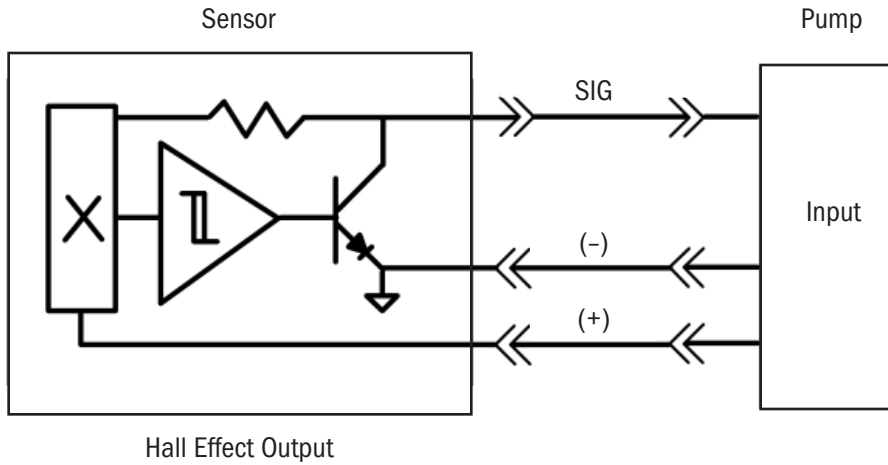 Sensor
Pump
SIG
Input
(–)
(+)
Hall Effect Output